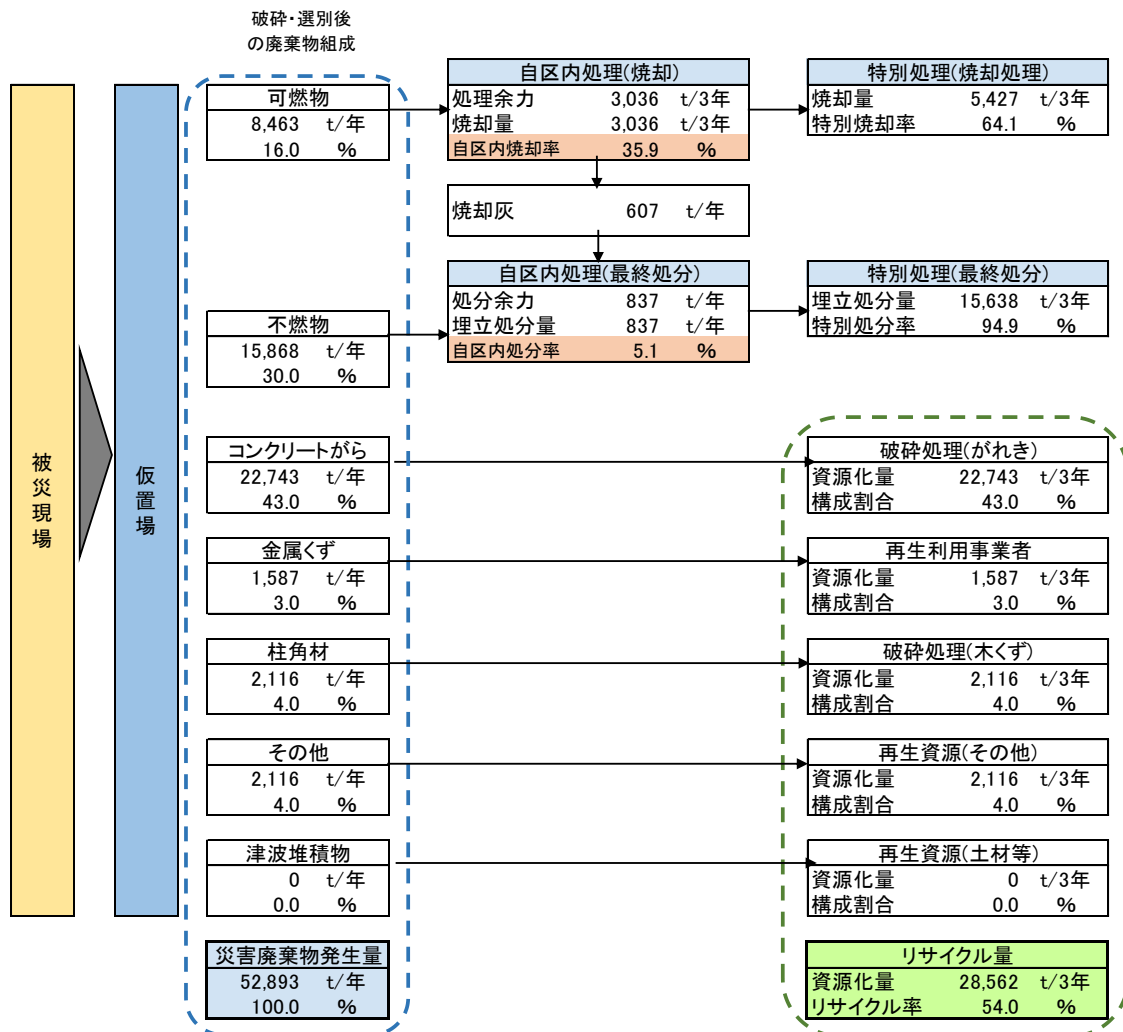 破砕・選別後
の廃棄物組成
被災現場
仮置場
可燃物
8,463 t/年
16.0 %
自区内処理(焼却)
処理余力 3,036 t/3年
焼却量 3,036 t/3年
自区内焼却率 35.9 %
特別処理(焼却処理)
焼却量 5,427 t/3年
特別焼却率 64.1 %
焼却灰 607 t/年
不燃物
15,868 t/年
30.0 %
自区内処理(最終処分)
処分余力 837 t/年
埋立処分量 837 t/年
自区内処分率 5.1 %
特別処理(最終処分)
埋立処分量 15,638 t/3年
特別処分率 94.9 %
コンクリートがら
22,743 t/年
43.0 %
破砕処理(がれき)
資源化量 22,743 t/3年
構成割合 43.0 %
金属くず
1,587 t/年
3.0 %
再生利用事業者
資源化量 1,587 t/3年
構成割合 3.0 %
柱角材
2,116 t/年
4.0 %
破砕処理(木くず)
資源化量 2,116 t/3年
構成割合 4.0 %
その他
2,116 t/年
4.0 %
再生資源(その他)
資源化量 2,116 t/3年
構成割合 4.0 %
津波堆積物
0 t/年
0.0 %
再生資源(土材等)
資源化量 0 t/3年
構成割合 0.0 %
災害廃棄物発生量
52,893 t/年
100.0 %
リサイクル量
資源化量 28,562 t/3年
リサイクル率 54.0 %